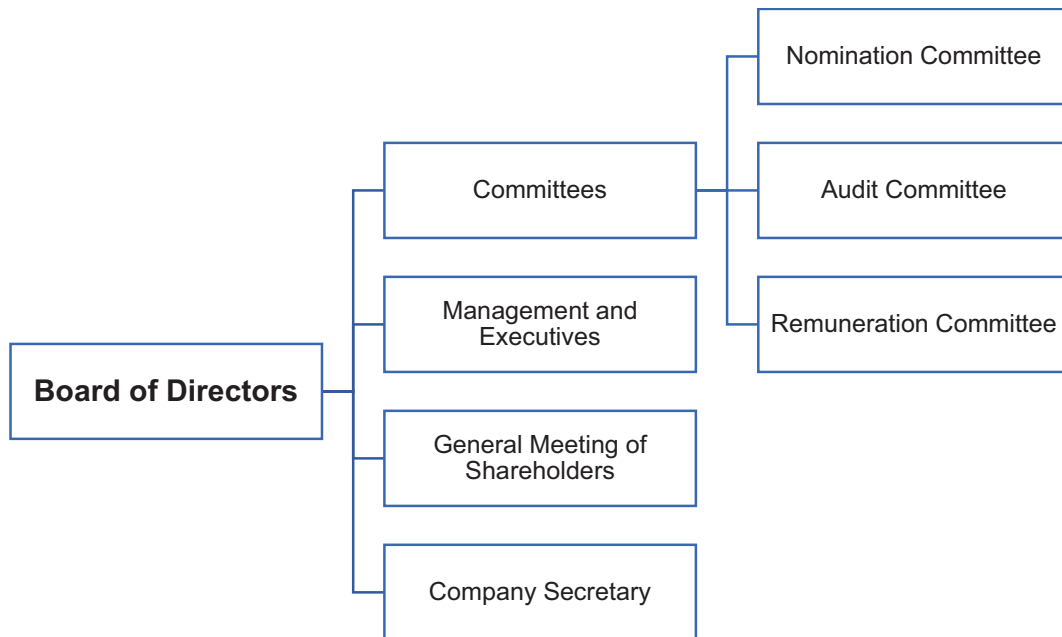 Board of Directors
Committees
Management and
Executives
General Meeting of
Shareholders
Company Secretary
Nomination Committee
Audit Committee
Remuneration Committee